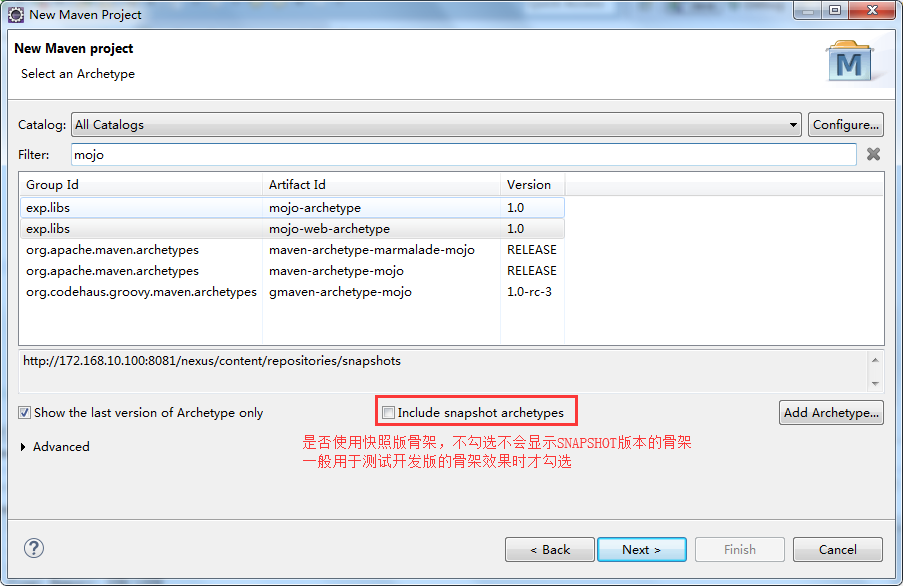 New Maven Project
New Maven project
Select an Archetype
M
Catalog: All Catalogs Configure...
Filter: mojo
Group Id Artifact Id Version
exp.libs mojo-archetype 1.0
exp.libs mojo-web-archetype 1.0
org.apache.maven.archetypes maven-archetype-marmalade-mojo RELEASE
org.apache.maven.archetypes maven-archetype-mojo RELEASE
org.codehaus.groovy.maven.archetypes gmaven-archetype-mojo 1.0-rc-3
http://172.168.10.100:8081/nexus/content/repositories/snapshots
Show the last version of Archetype only Include snapshot archetypes Add Archetype...
是否使用快照版骨架，不勾选不会显示SNAPSHOT版本的骨架
一般用于测试开发版的骨架效果时才勾选
Advanced
? < Back Next > Finish Cancel